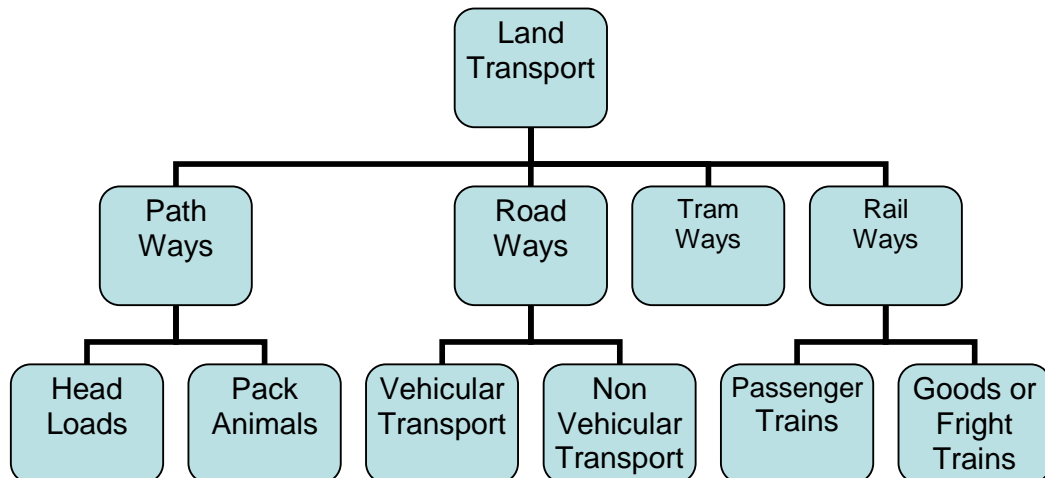 Land
Transport
Path
Ways
Road
Ways
Tram
Ways
Rail
Ways
Head
Loads
Pack
Animals
Vehicular
Transport
Non
Vehicular
Transport
Passenger
Trains
Goods or
Fright
Trains